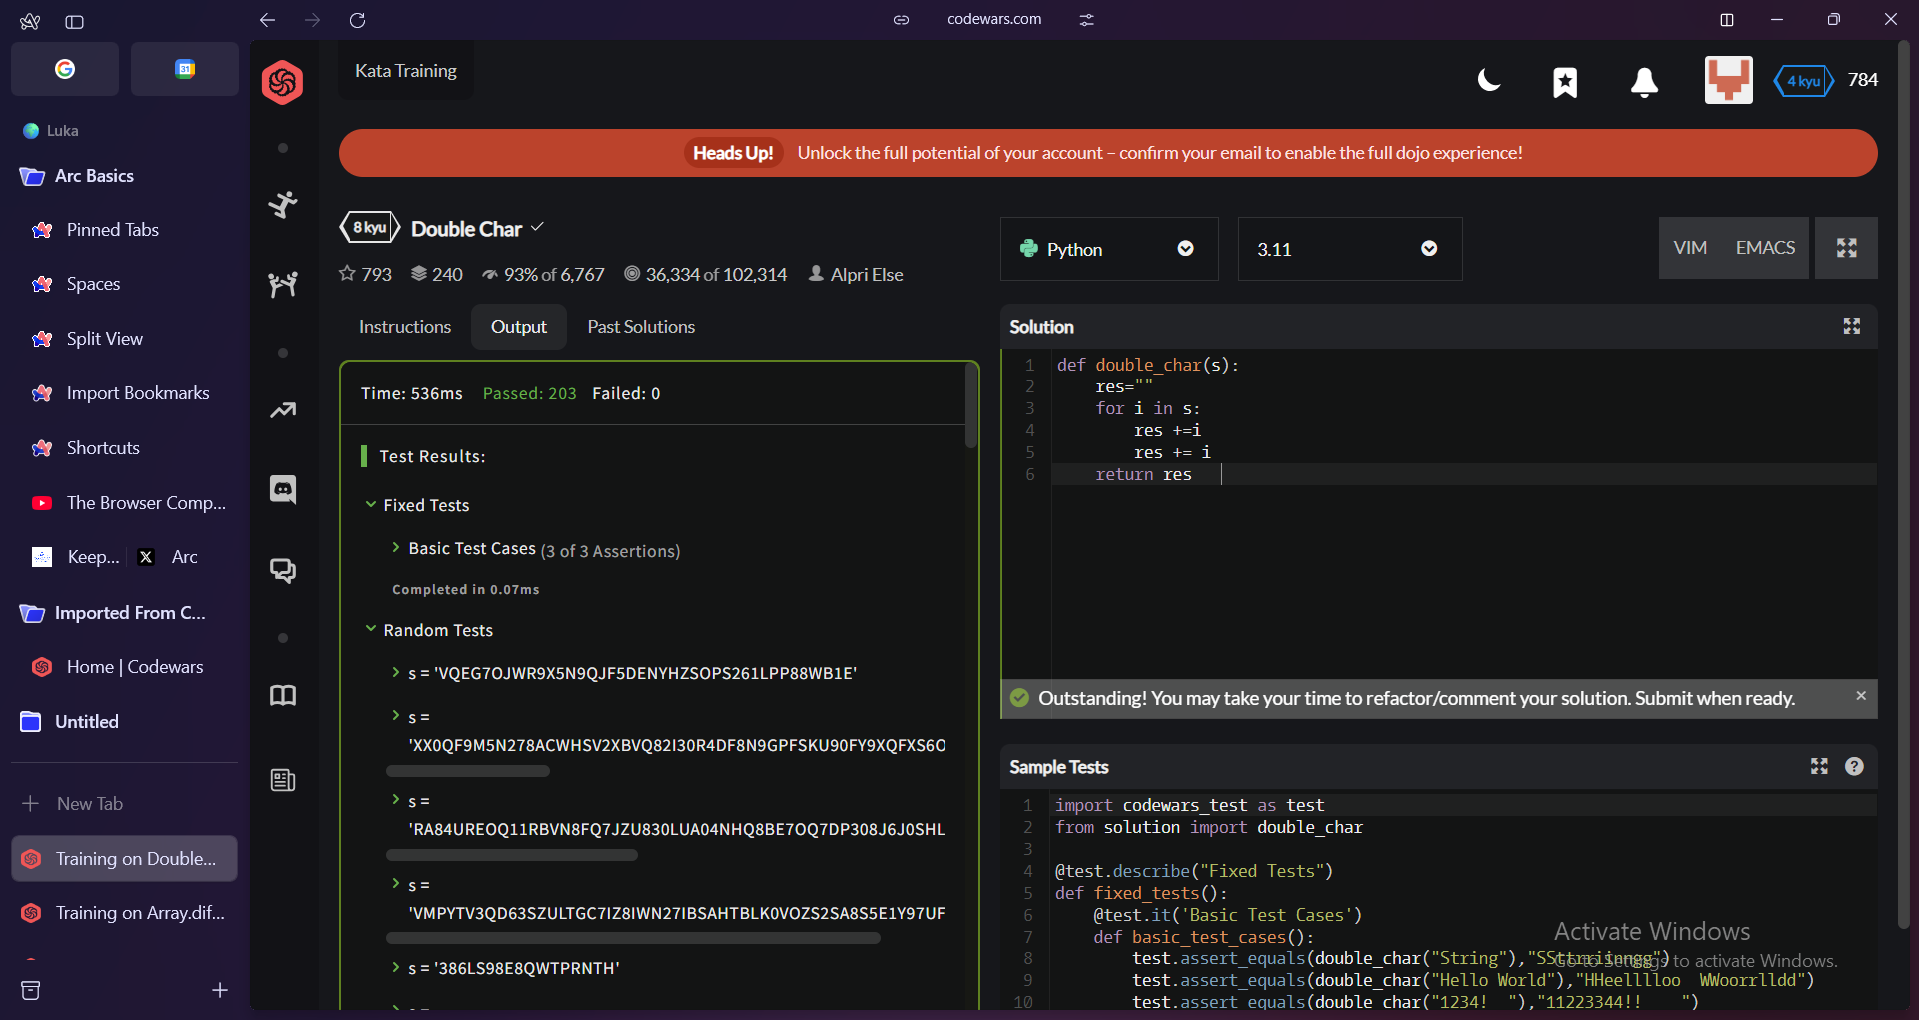 codewars.com
31
Luka
Arc Basics
Pinned Tabs
Spaces
Split View
Import Bookmarks
Shortcuts
The Browser Comp...
Keep... X Arc
Imported From C...
Home | Codewars
Untitled
New Tab
Training on Double...
Training on Array.dif...
Kata Training
4 kyu 784
Heads Up! Unlock the full potential of your account – confirm your email to enable the full dojo experience!
8 kyu Double Char
793 240 93% of 6,767 36,334 of 102,314 Alpri Else
Instructions Output Past Solutions
Time: 536ms Passed: 203 Failed: 0
Test Results:
Fixed Tests
Basic Test Cases (3 of 3 Assertions)
Completed in 0.07ms
Random Tests
s = 'VQEG7OJWR9X5N9QJF5DENYHZSOPS261LPP88WB1E'
s =
'XX0QF9M5N278ACWHSV2XBVQ82I30R4DF8N9GPFSKU90FY9XQFXS6O
s =
'RA84UREOQ11RBVN8FQ7JZU830LUA04NHQ8BE7OQ7DP308J6J0SHL
s =
'VMPYTV3QD63SZULTGC7IZ8IWN27IBSAHTBLK0VOZS2SA8S5E1Y97UF
s = '386LS98E8QWTPRNTH'
Python
3.11
VIM EMACS
Solution
1 def double_char(s):
2 res=""
3 for i in s:
4 res +=i
5 res += i
6 return res
Outstanding! You may take your time to refactor/comment your solution. Submit when ready.
Sample Tests
?
1 import codewars_test as test
2 from solution import double_char
3
4 @test.describe("Fixed Tests")
5 def fixed_tests():
6 @test.it('Basic Test Cases')
7 def basic_test_cases():
8 test.assert_equals(double_char("String"),"SSttrriinngg")
9 test.assert_equals(double_char("Hello World"),"HHeelllloo  WWoorrlldd")
10 test.assert_equals(double_char("1234!_ "),"11223344!!__  ")
Activate Windows
Go to Settings to activate Windows.